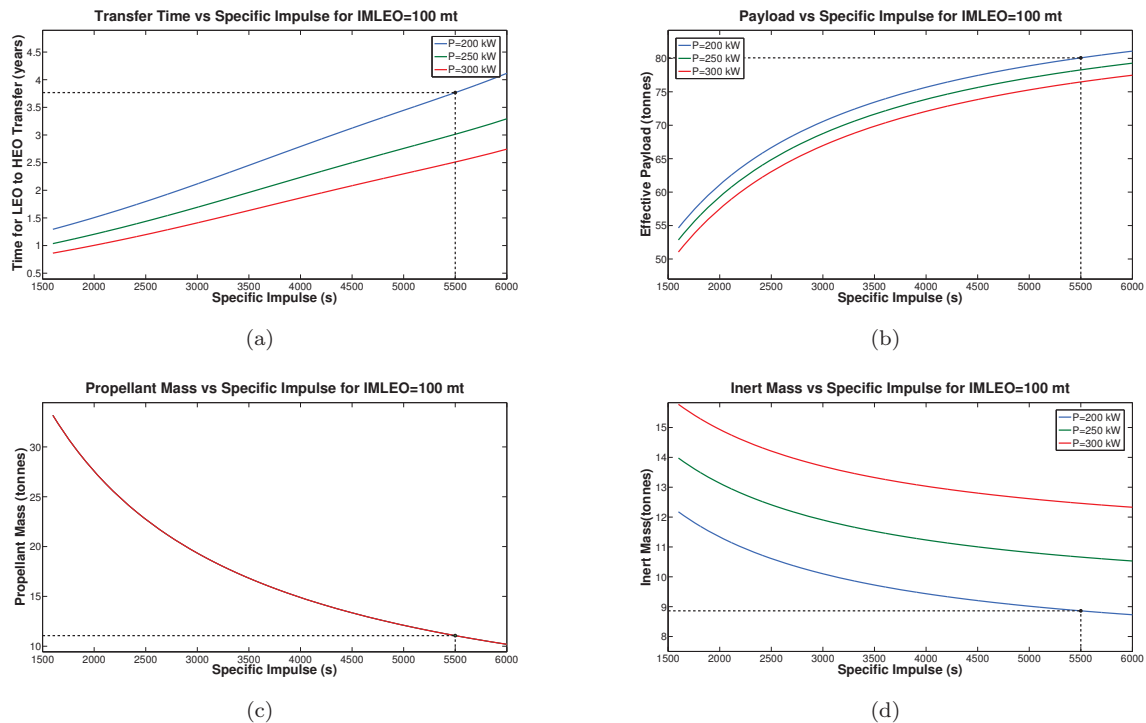 Transfer Time vs Specific Impulse for IMLEO=100 mt
Time for LEO to HEO Transfer (years)
4.5
4
3.5
3
2.5
2
1.5
1
0.5
P=200 kW
P=250 kW
P=300 kW
1500 2000 2500 3000 3500 4000 4500 5000 5500 6000
Specific Impulse (s)
(a)
Payload vs Specific Impulse for IMLEO=100 mt
Effective Payload (tonnes)
80
75
70
65
60
55
50
P=200 kW
P=250 kW
P=300 kW
1500 2000 2500 3000 3500 4000 4500 5000 5500 6000
Specific Impulse (s)
(b)
Propellant Mass vs Specific Impulse for IMLEO=100 mt
Propellant Mass (tonnes)
30
25
20
15
10
1500 2000 2500 3000 3500 4000 4500 5000 5500 6000
Specific Impulse (s)
(c)
Inert Mass vs Specific Impulse for IMLEO=100 mt
Inert Mass(tonnes)
15
14
13
12
11
10
9
8
P=200 kW
P=250 kW
P=300 kW
1500 2000 2500 3000 3500 4000 4500 5000 5500 6000
Specific Impulse (s)
(d)